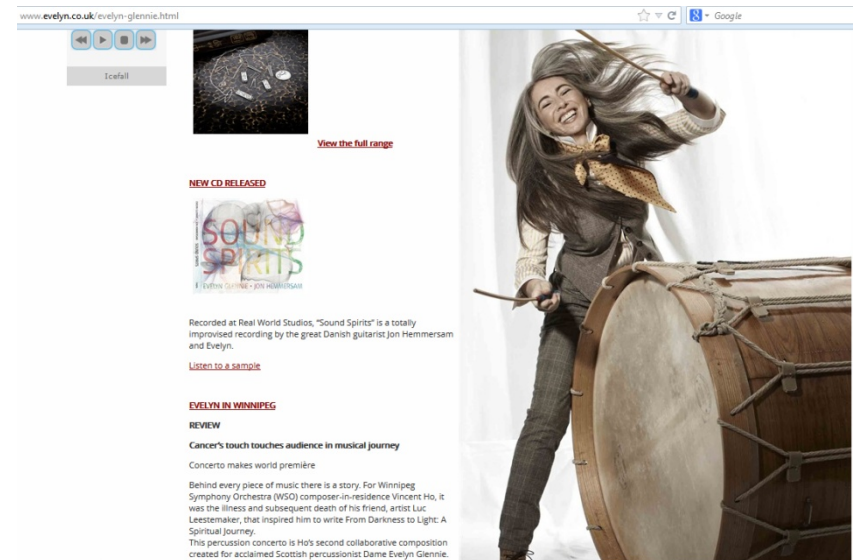 www.evelyn.co.uk/evelyn-glennie.html
Google
Icefall
View the full range
NEW CD RELEASED
SOUND
SPIRITS
EVELYN GLENNIE • JON HEMMERSAM
Recorded at Real World Studios, “Sound Spirits” is a totally
improvised recording by the great Danish guitarist Jon Hemmersam
and Evelyn.
Listen to a sample
EVELYN IN WINNIPEG
REVIEW
Cancer's touch touches audience in musical journey
Concerto makes world première
Behind every piece of music there is a story. For Winnipeg
Symphony Orchestra (WSO) composer-in-residence Vincent Ho, it
was the illness and subsequent death of his friend, artist Luc
Leestemaker, that inspired him to write From Darkness to Light: A
Spiritual Journey.
This percussion concerto is Ho's second collaborative composition
created for acclaimed Scottish percussionist Dame Evelyn Glennie.